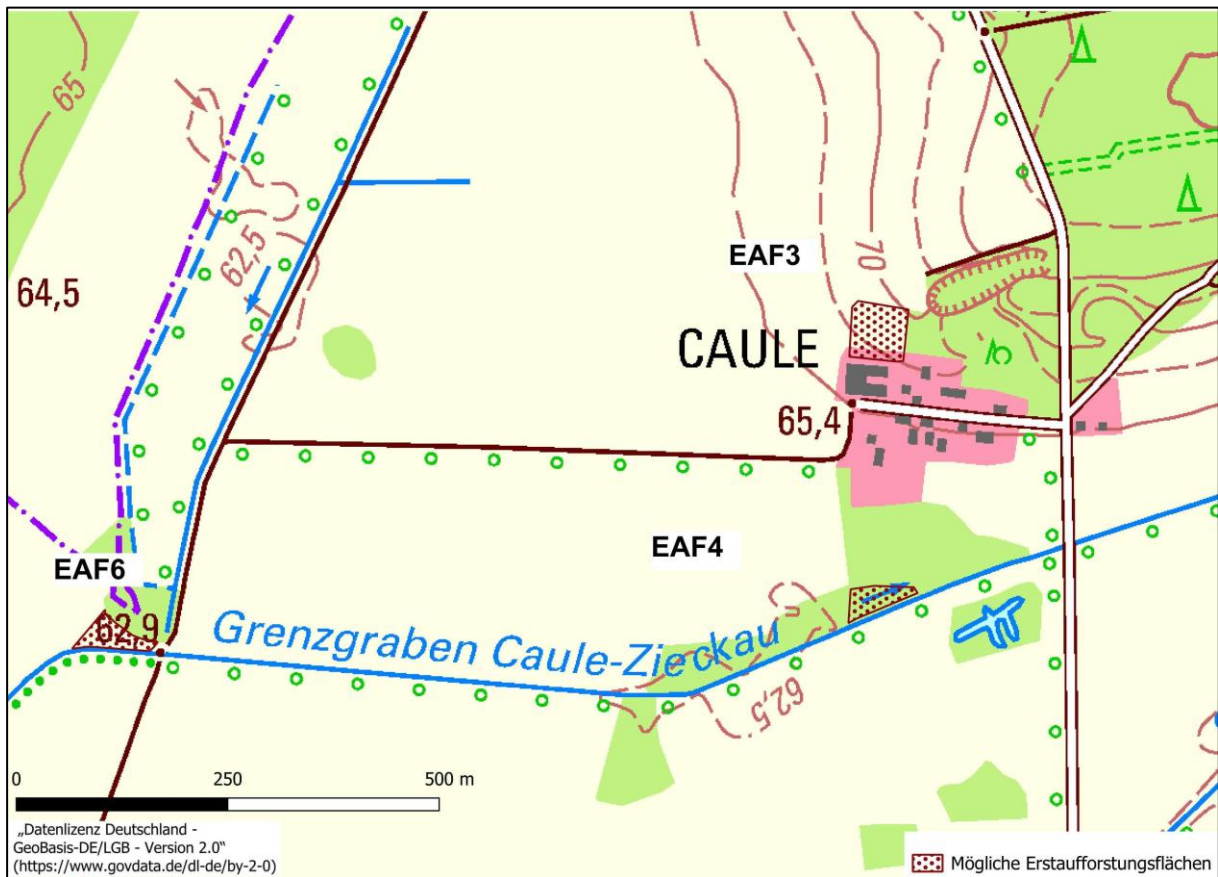 65
62,5
64,5
EAF3
70
CAULE
65,4
EAF4
EAF6
62,9
Grenzgraben Caule-Zieckau
62,5
0 250 500 m
„Datenlizenz Deutschland -
GeoBasis-DE/LGB - Version 2.0“
(https://www.govdata.de/dl-de/by-2-0)
Mögliche Erstaufforstungsflächen